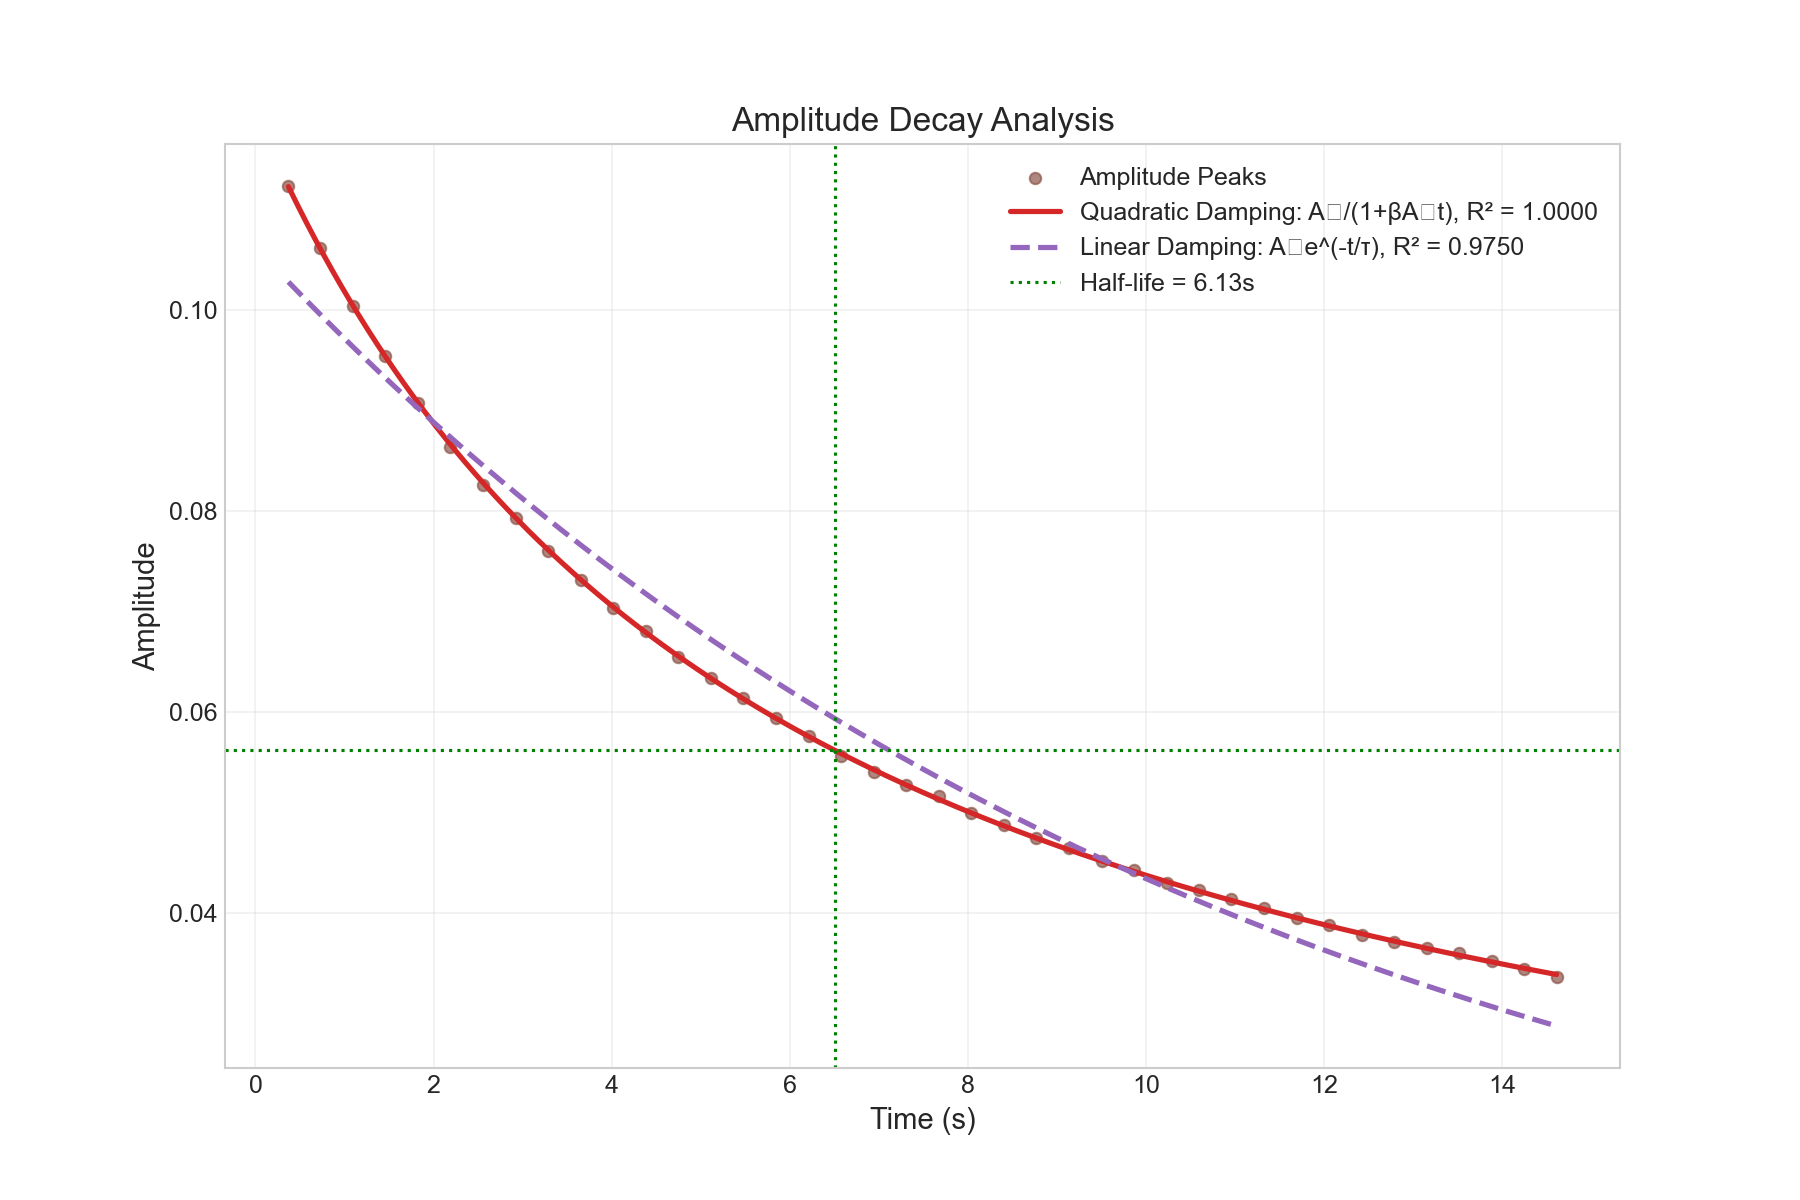 Amplitude Decay Analysis
Amplitude Peaks
Quadratic Damping: A□/(1+βA□t), R² = 1.0000
Linear Damping: A□e^(-t/τ), R² = 0.9750
Half-life = 6.13s
0.10
0.08
0.06
0.04
Amplitude
0 2 4 6 8 10 12 14
Time (s)